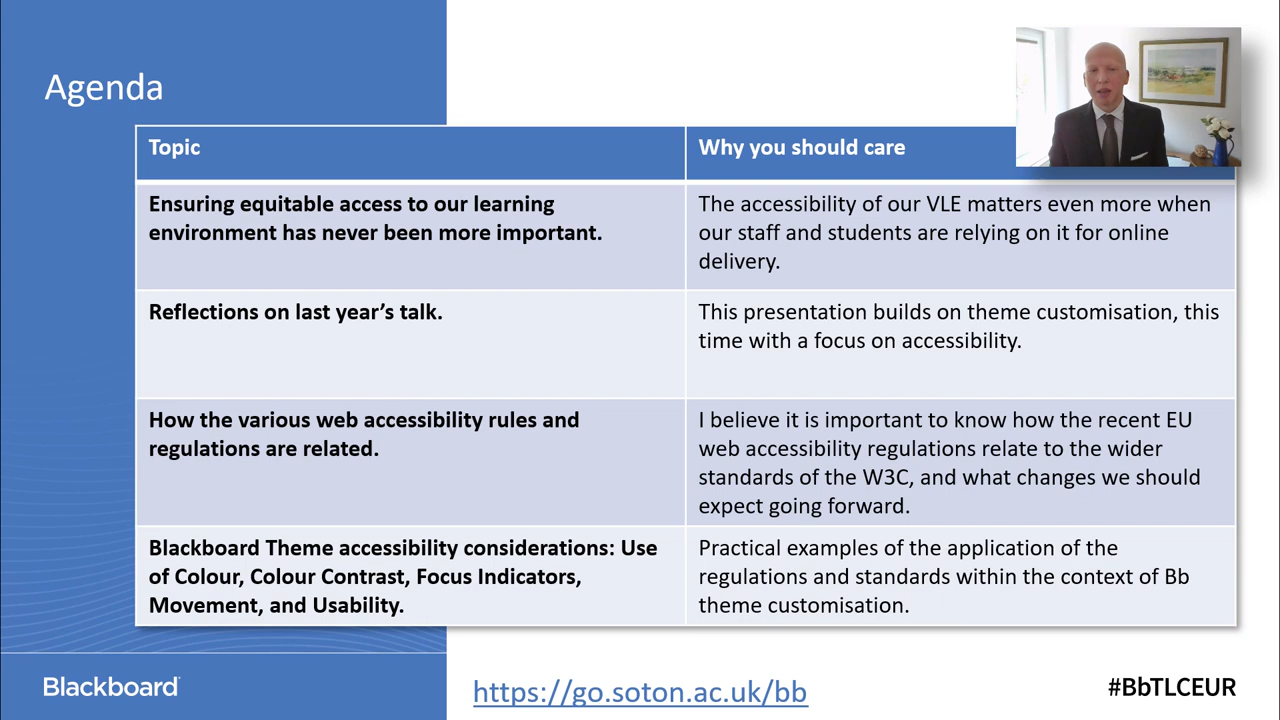 Agenda
Topic
Why you should care
Ensuring equitable access to our learning
environment has never been more important.
The accessibility of our VLE matters even more when
our staff and students are relying on it for online
delivery.
Reflections on last year’s talk.
This presentation builds on theme customisation, this
time with a focus on accessibility.
How the various web accessibility rules and
regulations are related.
I believe it is important to know how the recent EU
web accessibility regulations relate to the wider
standards of the W3C, and what changes we should
expect going forward.
Blackboard Theme accessibility considerations: Use
of Colour, Colour Contrast, Focus Indicators,
Movement, and Usability.
Practical examples of the application of the
regulations and standards within the context of Bb
theme customisation.
Blackboard
https://go.soton.ac.uk/bb
#BbTLCEUR